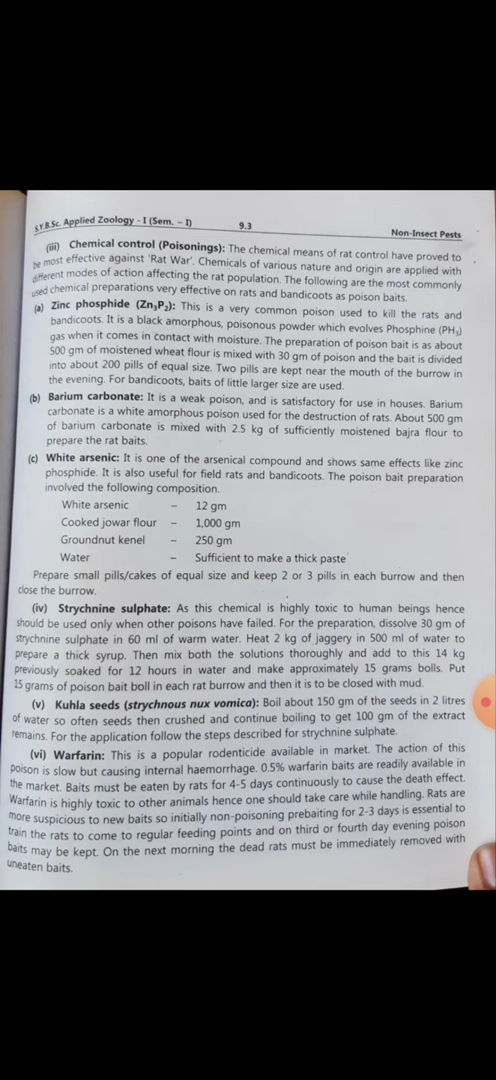 S.Y.B.Sc. Applied Zoology - I (Sem. - I)
9.3
Non-Insect Pests
(iii) Chemical control (Poisonings): The chemical means of rat control have proved to
be most effective against 'Rat War'. Chemicals of various nature and origin are applied with
different modes of action affecting the rat population. The following are the most commonly
used chemical preparations very effective on rats and bandicoots as poison baits.
(a) Zinc phosphide (Zn₃P₂): This is a very common poison used to kill the rats and
bandicoots. It is a black amorphous, poisonous powder which evolves Phosphine (PH₃)
gas when it comes in contact with moisture. The preparation of poison bait is as about
500 gm of moistened wheat flour is mixed with 30 gm of poison and the bait is divided
into about 200 pills of equal size. Two pills are kept near the mouth of the burrow in
the evening. For bandicoots, baits of little larger size are used.
(b) Barium carbonate: It is a weak poison, and is satisfactory for use in houses. Barium
carbonate is a white amorphous poison used for the destruction of rats. About 500 gm
of barium carbonate is mixed with 2.5 kg of sufficiently moistened bajra flour to
prepare the rat baits.
(c) White arsenic: It is one of the arsenical compound and shows same effects like zinc
phosphide. It is also useful for field rats and bandicoots. The poison bait preparation
involved the following composition.
White arsenic – 12 gm
Cooked jowar flour – 1,000 gm
Groundnut kenel – 250 gm
Water – Sufficient to make a thick paste
Prepare small pills/cakes of equal size and keep 2 or 3 pills in each burrow and then
close the burrow.
(iv) Strychnine sulphate: As this chemical is highly toxic to human beings hence
should be used only when other poisons have failed. For the preparation, dissolve 30 gm of
strychnine sulphate in 60 ml of warm water. Heat 2 kg of jaggery in 500 ml of water to
prepare a thick syrup. Then mix both the solutions thoroughly and add to this 14 kg
previously soaked for 12 hours in water and make approximately 15 grams bolls. Put
15 grams of poison bait boll in each rat burrow and then it is to be closed with mud.
(v) Kuhla seeds (strychnous nux vomica): Boil about 150 gm of the seeds in 2 litres
of water so often seeds then crushed and continue boiling to get 100 gm of the extract
remains. For the application follow the steps described for strychnine sulphate.
(vi) Warfarin: This is a popular rodenticide available in market. The action of this
poison is slow but causing internal haemorrhage. 0.5% warfarin baits are readily available in
the market. Baits must be eaten by rats for 4-5 days continuously to cause the death effect.
Warfarin is highly toxic to other animals hence one should take care while handling. Rats are
more suspicious to new baits so initially non-poisoning prebaiting for 2-3 days is essential to
train the rats to come to regular feeding points and on third or fourth day evening poison
baits may be kept. On the next morning the dead rats must be immediately removed with
uneaten baits.